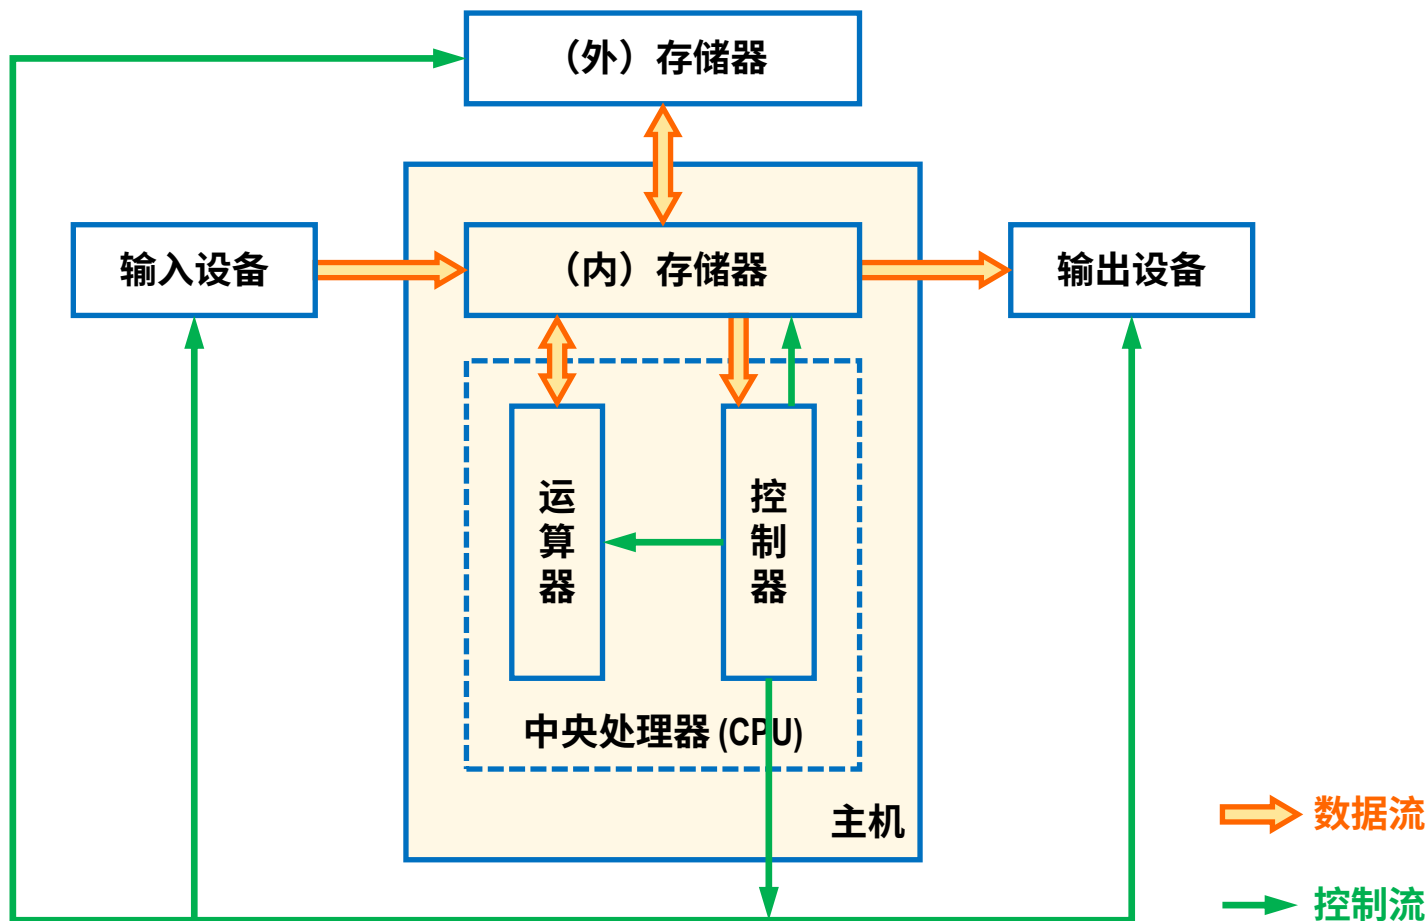 （外）存储器
输入设备
（内）存储器
输出设备
运算器
控制器
中央处理器 (CPU)
主机
数据流
控制流